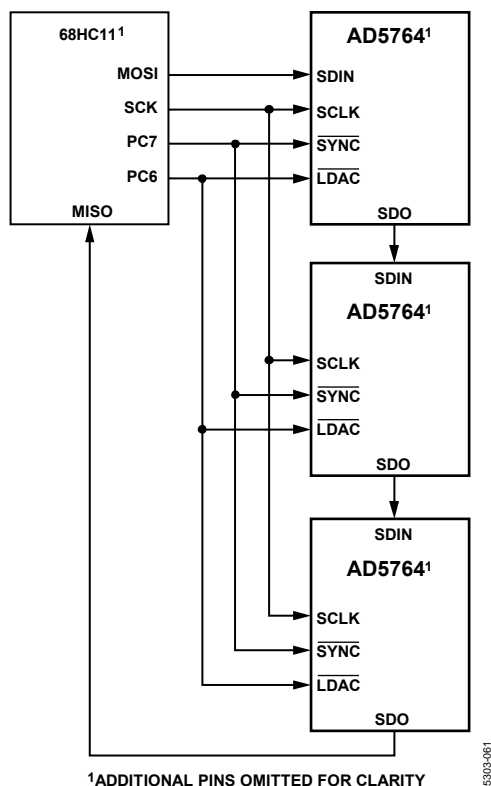 68HC11¹
MOSI
SCK
PC7
PC6
MISO
AD5764¹
SDIN
SCLK
SYNC
LDAC
SDO
SDIN
AD5764¹
SCLK
SYNC
LDAC
SDO
SDIN
AD5764¹
SCLK
SYNC
LDAC
SDO
¹ADDITIONAL PINS OMITTED FOR CLARITY
5303-061